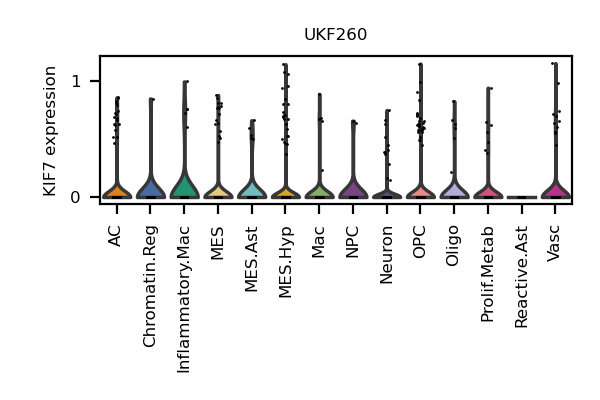 UKF260
KIF7 expression
1
0
AC
Chromatin.Reg
Inflammatory.Mac
MES
MES.Ast
MES.Hyp
Mac
NPC
Neuron
OPC
Oligo
Prolif.Metab
Reactive.Ast
Vasc